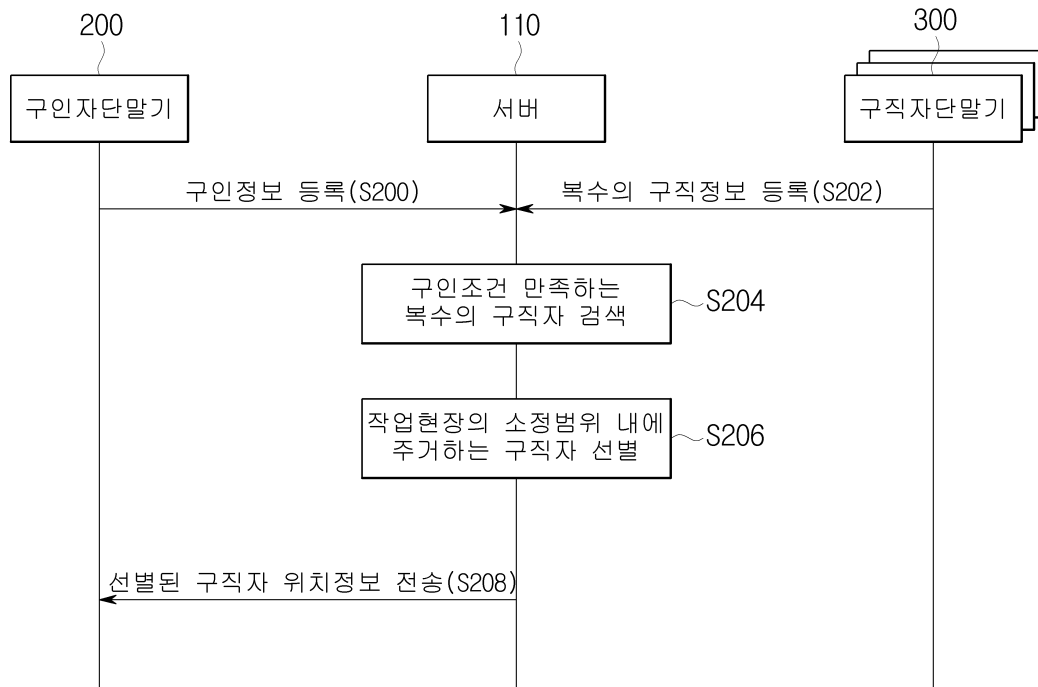 200
110
300
구인자단말기
서버
구직자단말기
구인정보 등록(S200)
복수의 구직정보 등록(S202)
구인조건 만족하는
복수의 구직자 검색
S204
작업현장의 소정범위 내에
주거하는 구직자 선별
S206
선별된 구직자 위치정보 전송(S208)